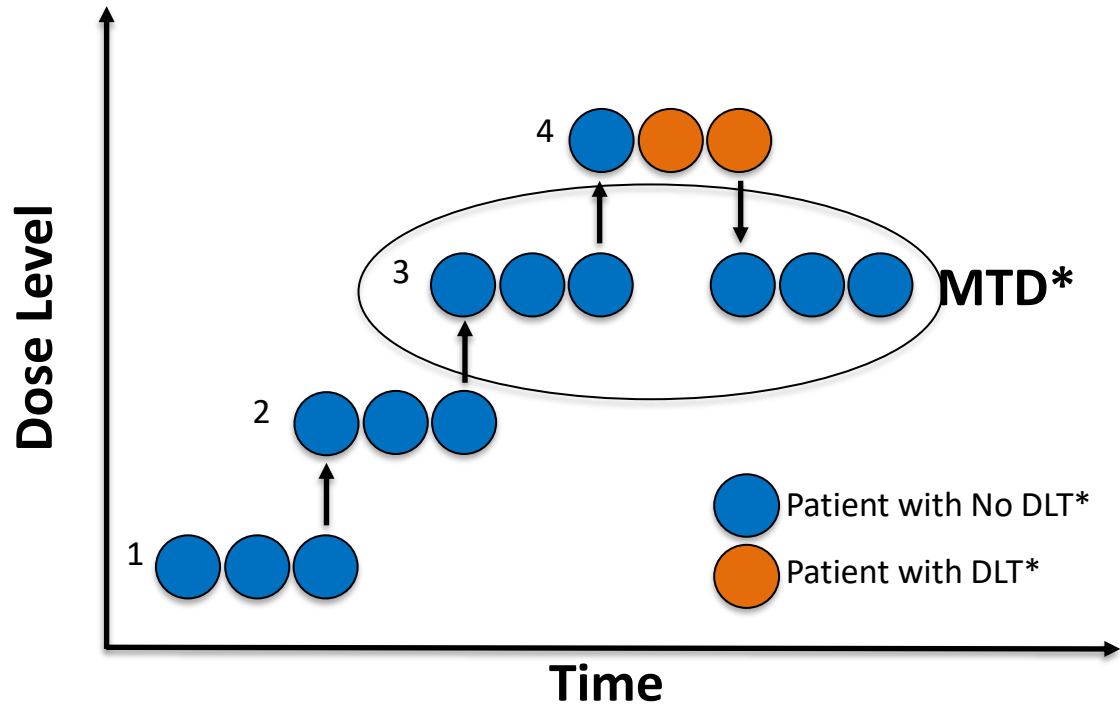 Dose Level
4
3
MTD*
2
Patient with No DLT*
1
Patient with DLT*
Time